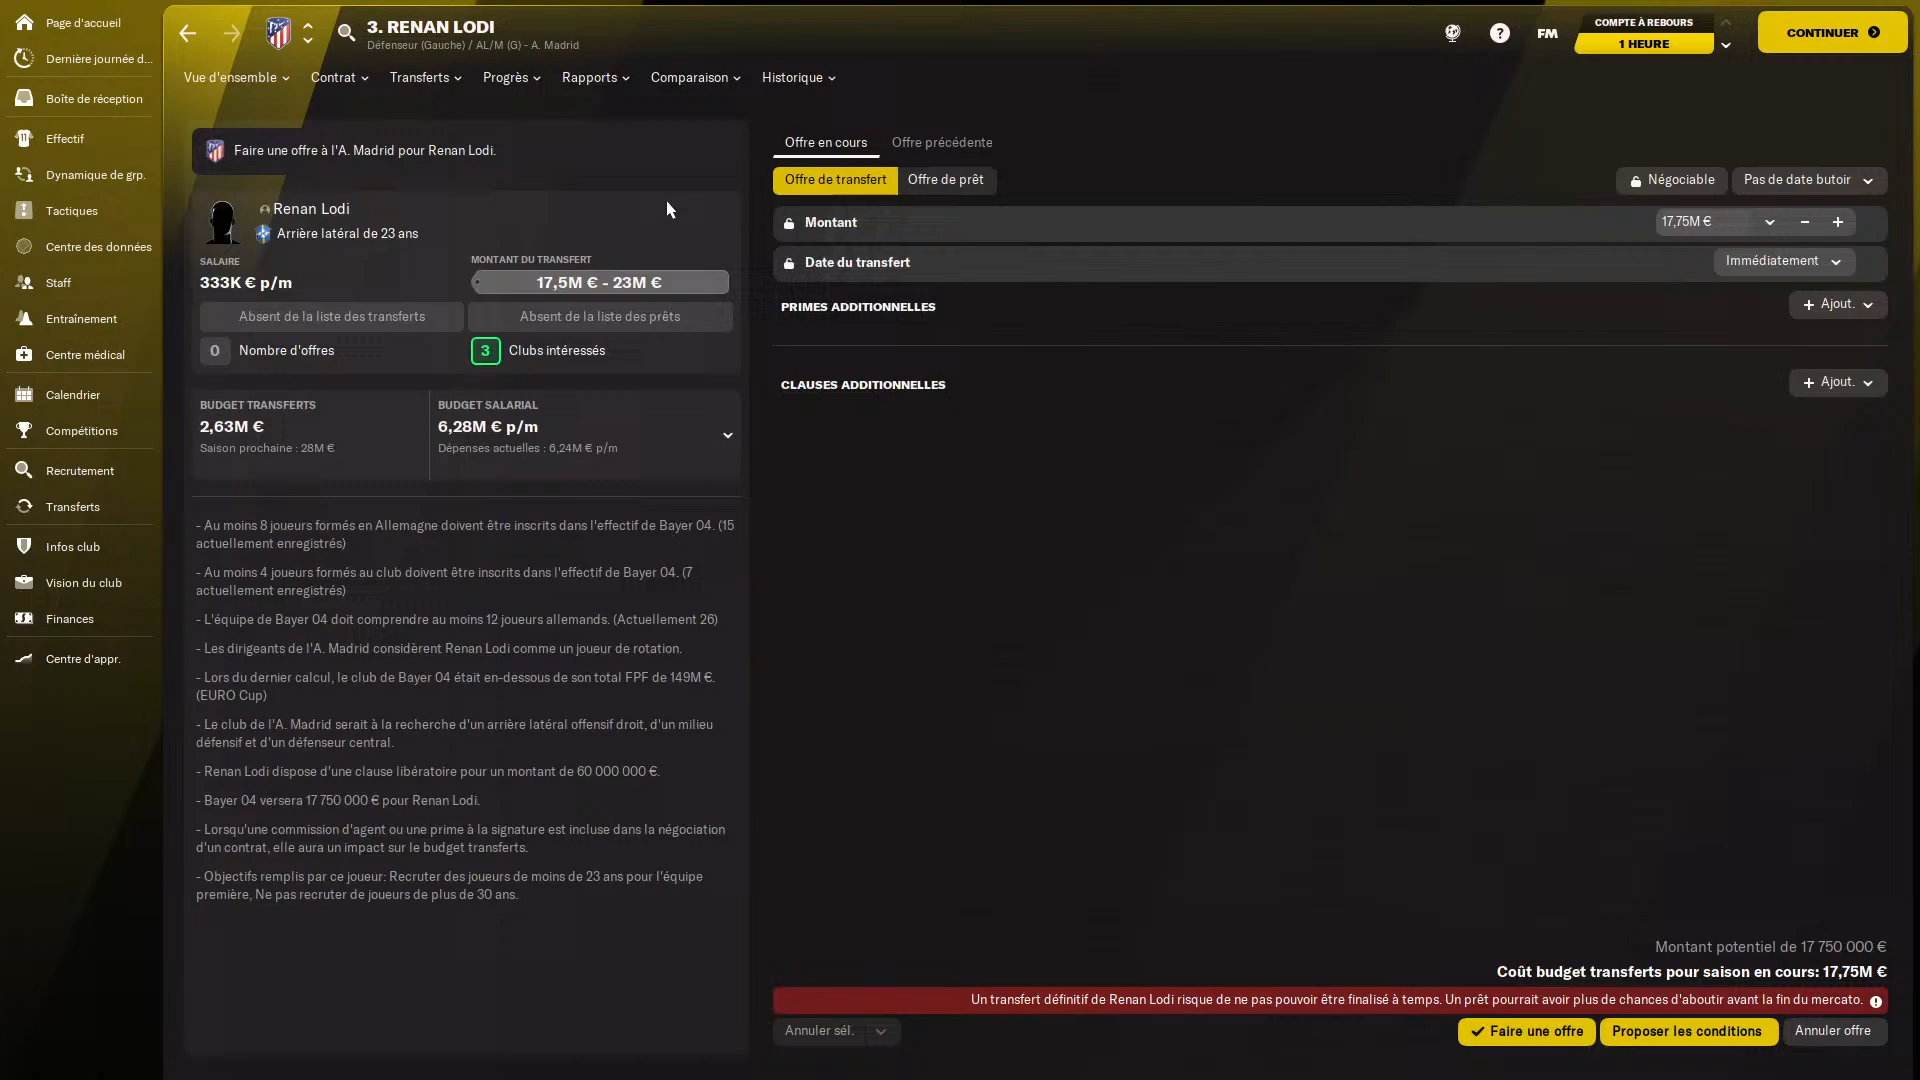 Page d'accueil
Dernière journée d...
Boîte de réception
Effectif
Dynamique de grp.
Tactiques
Centre des données
Staff
Entraînement
Centre médical
Calendrier
Compétitions
Recrutement
Transferts
Infos club
Vision du club
Finances
Centre d'appr.
3. RENAN LODI
Défenseur (Gauche) / AL/M (G) - A. Madrid
FM
COMPTE À REBOURS
1 HEURE
CONTINUER
Vue d'ensemble
Contrat
Transferts
Progrès
Rapports
Comparaison
Historique
Faire une offre à l'A. Madrid pour Renan Lodi.
Renan Lodi
Arrière latéral de 23 ans
SALAIRE
333K € p/m
MONTANT DU TRANSFERT
17,5M € - 23M €
Absent de la liste des transferts
Absent de la liste des prêts
0 Nombre d'offres
3 Clubs intéressés
BUDGET TRANSFERTS
2,63M €
Saison prochaine : 28M €
BUDGET SALARIAL
6,28M € p/m
Dépenses actuelles : 6,24M € p/m
- Au moins 8 joueurs formés en Allemagne doivent être inscrits dans l'effectif de Bayer 04. (15
actuellement enregistrés)
- Au moins 4 joueurs formés au club doivent être inscrits dans l'effectif de Bayer 04. (7
actuellement enregistrés)
- L'équipe de Bayer 04 doit comprendre au moins 12 joueurs allemands. (Actuellement 26)
- Les dirigeants de l'A. Madrid considèrent Renan Lodi comme un joueur de rotation.
- Lors du dernier calcul, le club de Bayer 04 était en-dessous de son total FPF de 149M €.
(EURO Cup)
- Le club de l'A. Madrid serait à la recherche d'un arrière latéral offensif droit, d'un milieu
défensif et d'un défenseur central.
- Renan Lodi dispose d'une clause libératoire pour un montant de 60 000 000 €.
- Bayer 04 versera 17 750 000 € pour Renan Lodi.
- Lorsqu'une commission d'agent ou une prime à la signature est incluse dans la négociation
d'un contrat, elle aura un impact sur le budget transferts.
- Objectifs remplis par ce joueur: Recruter des joueurs de moins de 23 ans pour l'équipe
première, Ne pas recruter de joueurs de plus de 30 ans.
Offre en cours
Offre précédente
Offre de transfert
Offre de prêt
Négociable
Pas de date butoir
Montant
17,75M €
Date du transfert
Immédiatement
PRIMES ADDITIONNELLES
Ajout.
CLAUSES ADDITIONNELLES
Ajout.
Montant potentiel de 17 750 000 €
Coût budget transferts pour saison en cours: 17,75M €
Un transfert définitif de Renan Lodi risque de ne pas pouvoir être finalisé à temps. Un prêt pourrait avoir plus de chances d'aboutir avant la fin du mercato.
Annuler sél.
Faire une offre
Proposer les conditions
Annuler offre